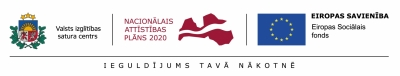 Valsts izglītības
satura centrs
NACIONĀLAIS
ATTĪSTĪBAS
PLĀNS 2020
EIROPAS SAVIENĪBA
Eiropas Sociālais
fonds
IEGULDĪJUMS TAVĀ NĀKOTNĒ